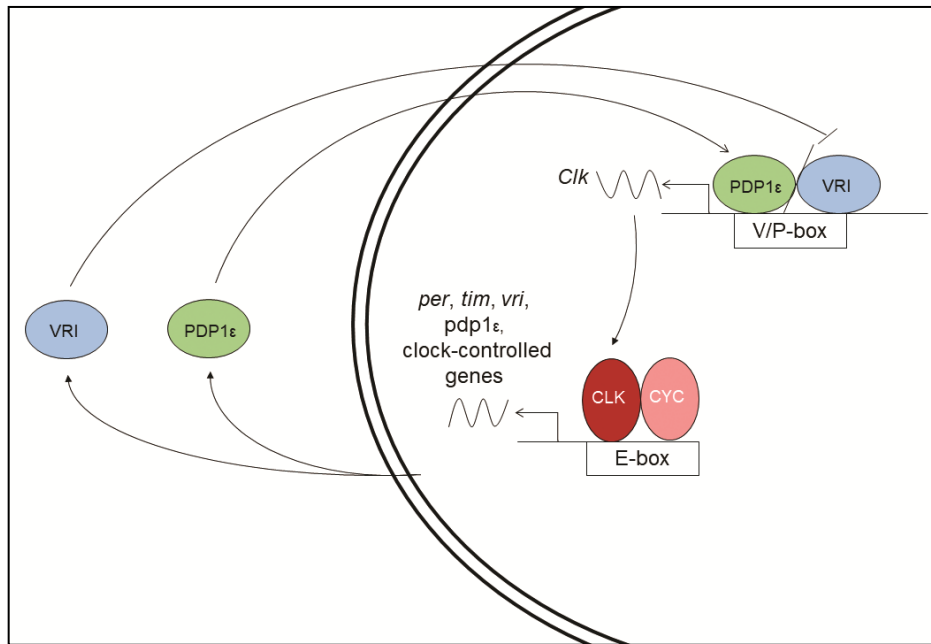 Clk
PDP1ε
VRI
V/P-box
per, tim, vri,
pdp1ε,
clock-controlled
genes
VRI
PDP1ε
CLK
CYC
E-box